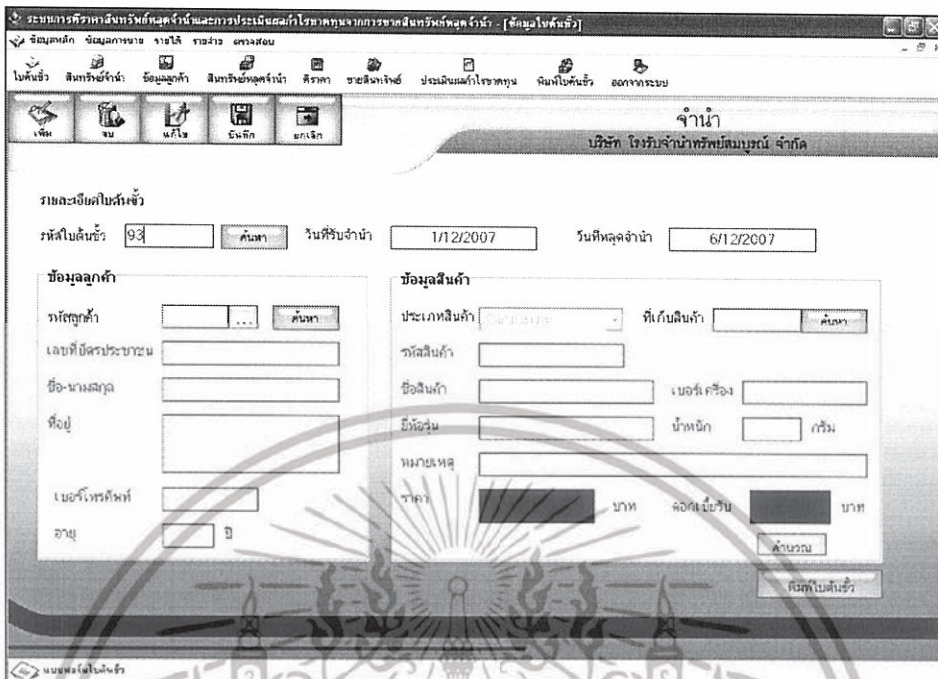 ระบบการตีราคาสินทรัพย์หลุดจำนำและการประเมินผลกำไรขาดทุนจากการขายสินทรัพย์หลุดจำนำ - [ข้อมูลใบต้นขั้ว]
ข้อมูลหลัก ข้อมูลการขาย รายได้ รายจ่าย ตรวจสอบ
ใบต้นขั้ว สินทรัพย์จำนำ ข้อมูลลูกค้า สินทรัพย์หลุดจำนำ ตีราคา ขายสินทรัพย์ ประเมินผลกำไรขาดทุน พิมพ์ใบต้นขั้ว ออกจากระบบ
เพิ่ม ลบ แก้ไข บันทึก ยกเลิก
จำนำ
บริษัท โรงรับจำนำทรัพย์สมบูรณ์ จำกัด
รายละเอียดใบต้นขั้ว
รหัสใบต้นขั้ว 93 ค้นหา วันที่รับจำนำ 1/12/2007 วันที่หลุดจำนำ 6/12/2007
ข้อมูลลูกค้า ข้อมูลสินค้า
รหัสลูกค้า ... ค้นหา ประเภทสินค้า ที่เก็บสินค้า ค้นหา
เลขที่บัตรประชาชน รหัสสินค้า
ชื่อ-นามสกุล ชื่อสินค้า เบอร์เครื่อง
ที่อยู่ ยี่ห้อรุ่น น้ำหนัก กรัม
หมายเหตุ
เบอร์โทรศัพท์ ราคา บาท ดอกเบี้ยรับ บาท
อายุ ปี คำนวณ
พิมพ์ใบต้นขั้ว
แบบฟอร์มใบต้นขั้ว